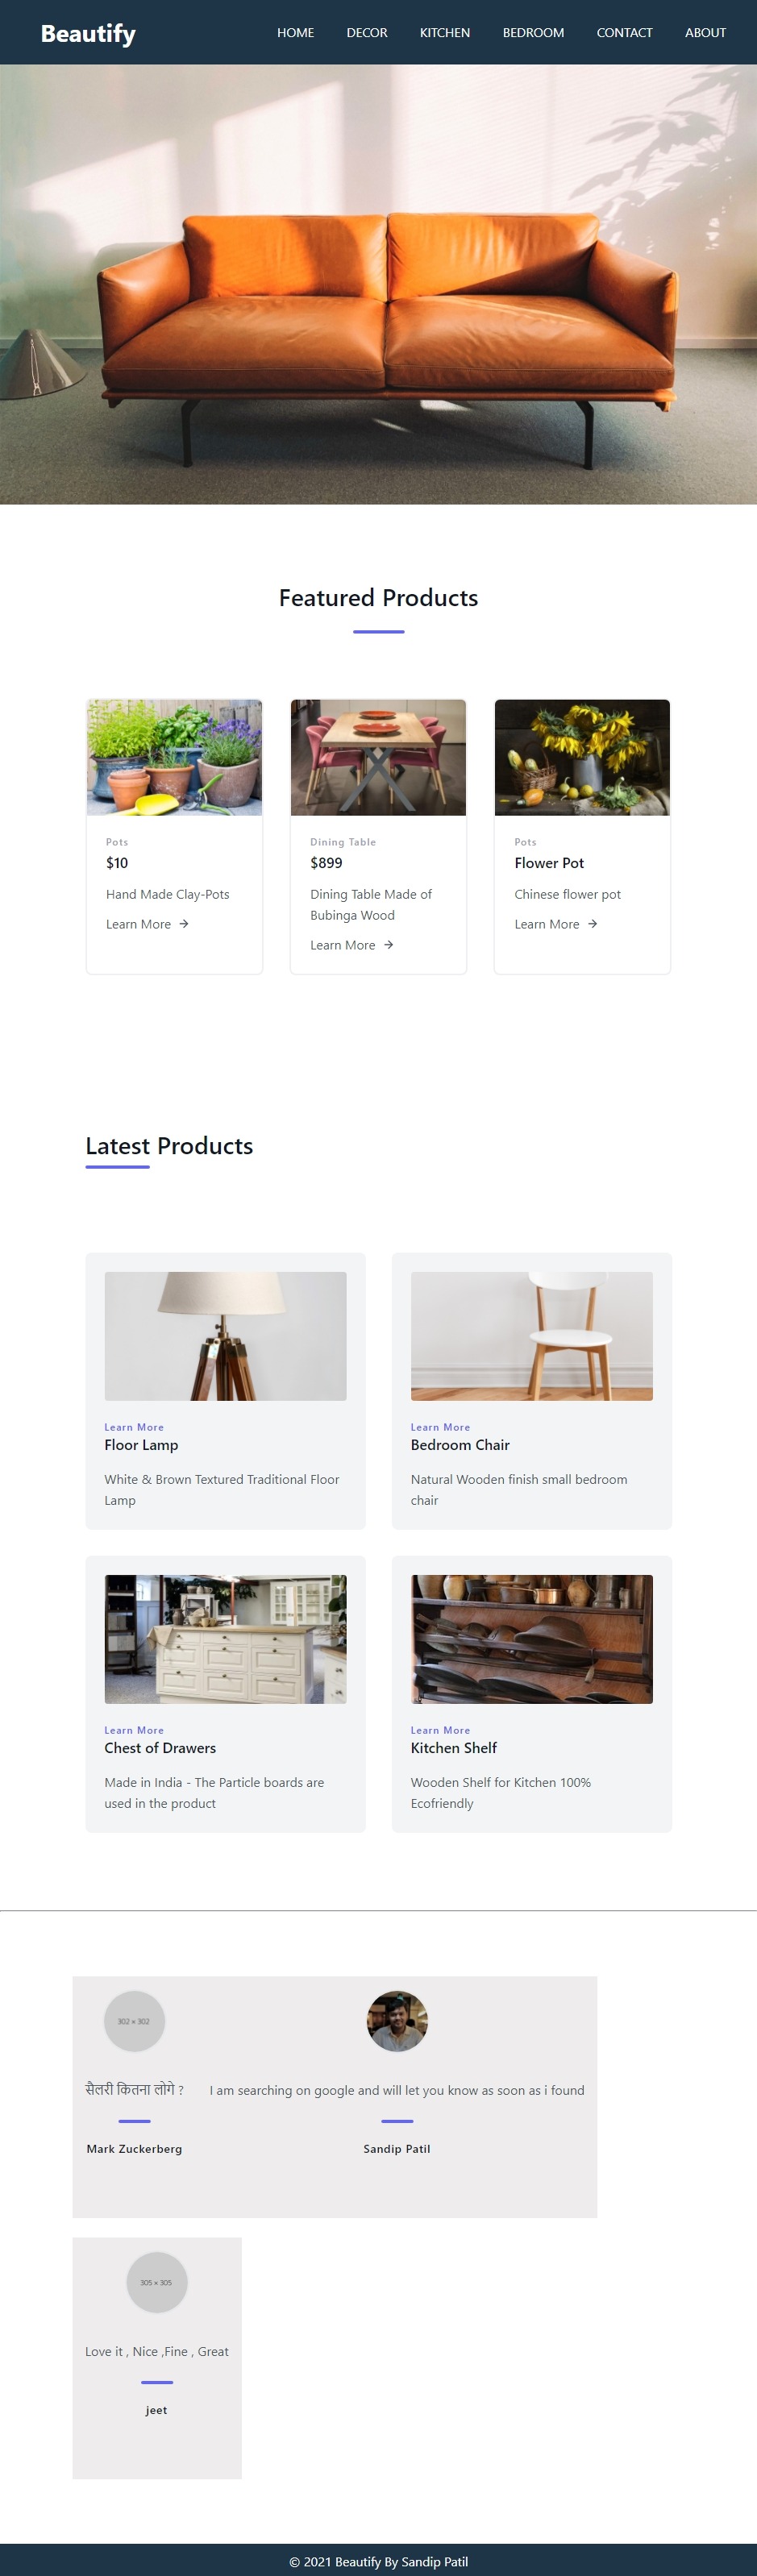 Beautify
HOME DECOR KITCHEN BEDROOM CONTACT ABOUT
Featured Products
Pots
$10
Hand Made Clay-Pots
Learn More →
Dining Table
$899
Dining Table Made of
Bubinga Wood
Learn More →
Pots
Flower Pot
Chinese flower pot
Learn More →
Latest Products
Learn More
Floor Lamp
White & Brown Textured Traditional Floor
Lamp
Learn More
Bedroom Chair
Natural Wooden finish small bedroom
chair
Learn More
Chest of Drawers
Made in India - The Particle boards are
used in the product
Learn More
Kitchen Shelf
Wooden Shelf for Kitchen 100%
Ecofriendly
302 × 302
सैलरी कितना लोगे ?
Mark Zuckerberg
I am searching on google and will let you know as soon as i found
Sandip Patil
305 × 305
Love it , Nice ,Fine , Great
jeet
© 2021 Beautify By Sandip Patil